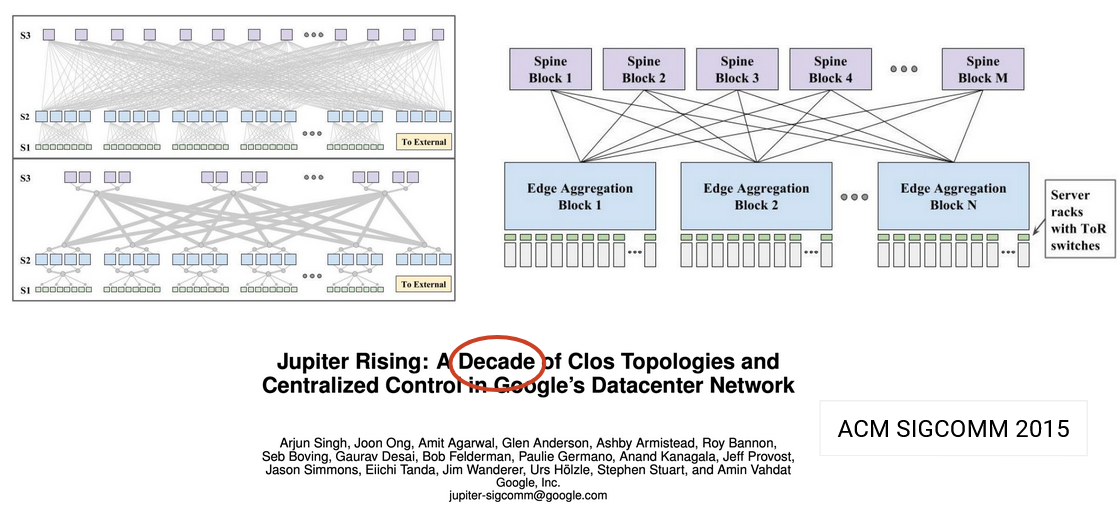 S3
S2
S1
To External
S3
S2
S1
To External
Spine
Block 1
Spine
Block 2
Spine
Block 3
Spine
Block 4
Spine
Block M
Edge Aggregation
Block 1
Edge Aggregation
Block 2
Edge Aggregation
Block N
Server
racks
with ToR
switches
Jupiter Rising: A Decade of Clos Topologies and
Centralized Control in Google’s Datacenter Network
ACM SIGCOMM 2015
Arjun Singh, Joon Ong, Amit Agarwal, Glen Anderson, Ashby Armistead, Roy Bannon,
Seb Boving, Gaurav Desai, Bob Felderman, Paulie Germano, Anand Kanagala, Jeff Provost,
Jason Simmons, Eiichi Tanda, Jim Wanderer, Urs Hölzle, Stephen Stuart, and Amin Vahdat
Google, Inc.
jupiter-sigcomm@google.com